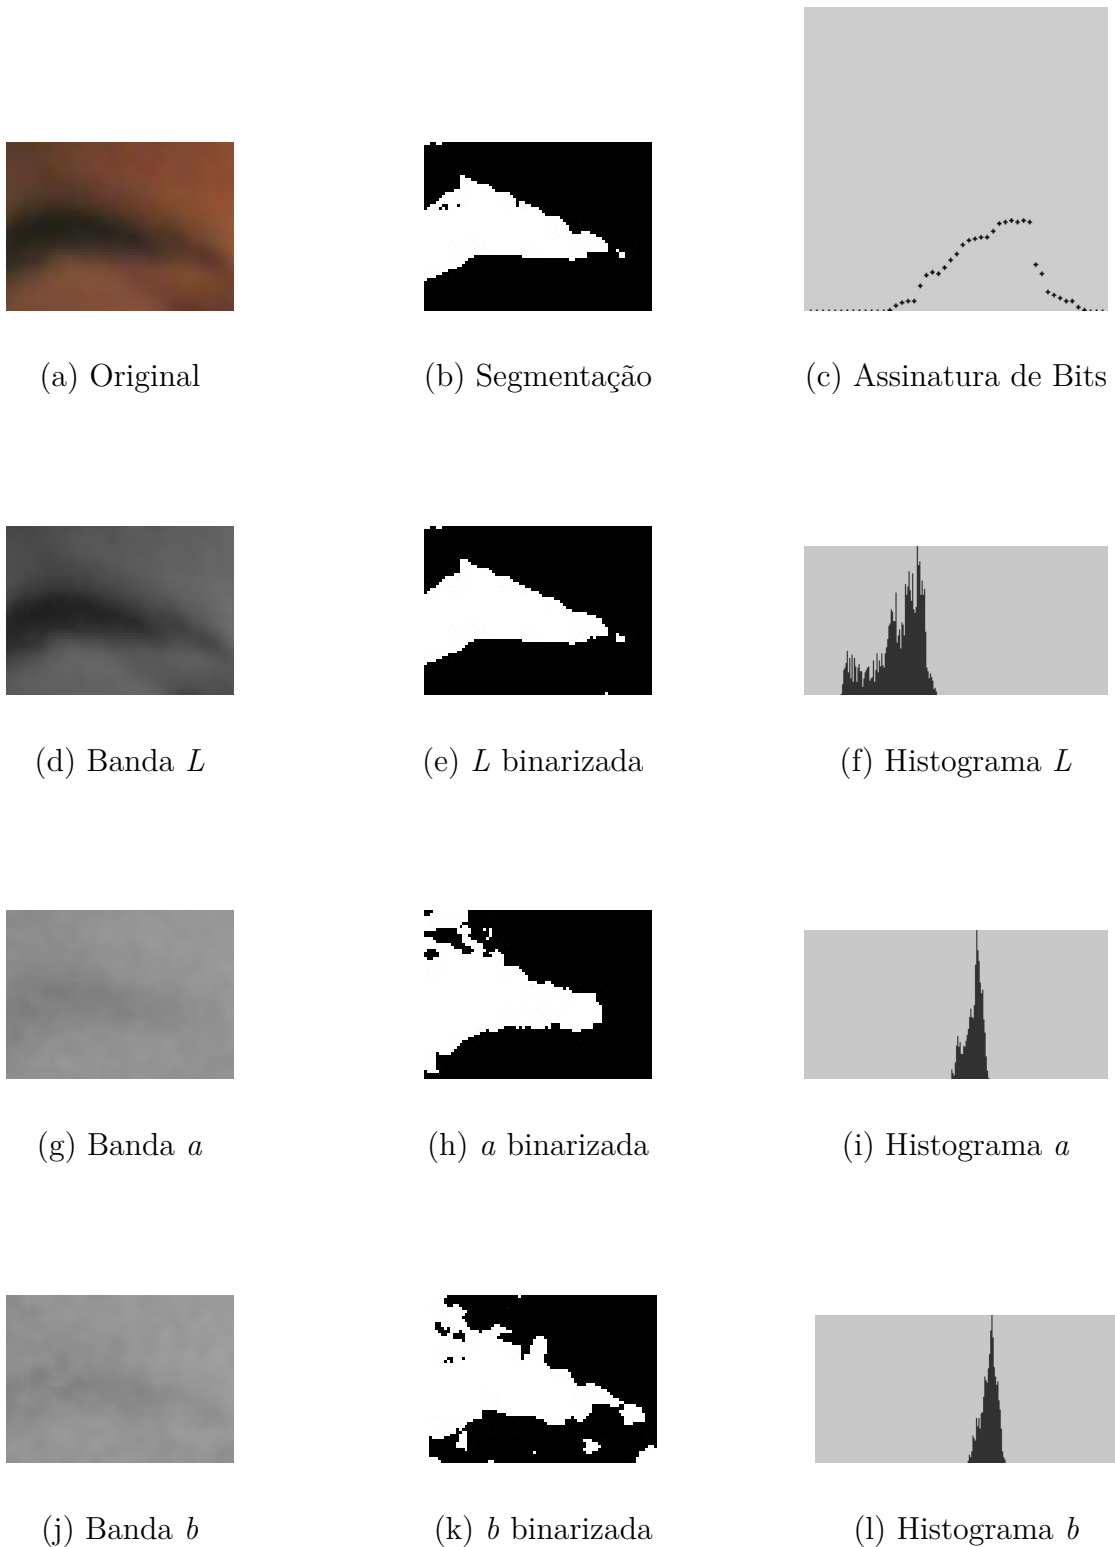 (a) Original
(b) Segmentação
(c) Assinatura de Bits
(d) Banda L
(e) L binarizada
(f) Histograma L
(g) Banda a
(h) a binarizada
(i) Histograma a
(j) Banda b
(k) b binarizada
(l) Histograma b